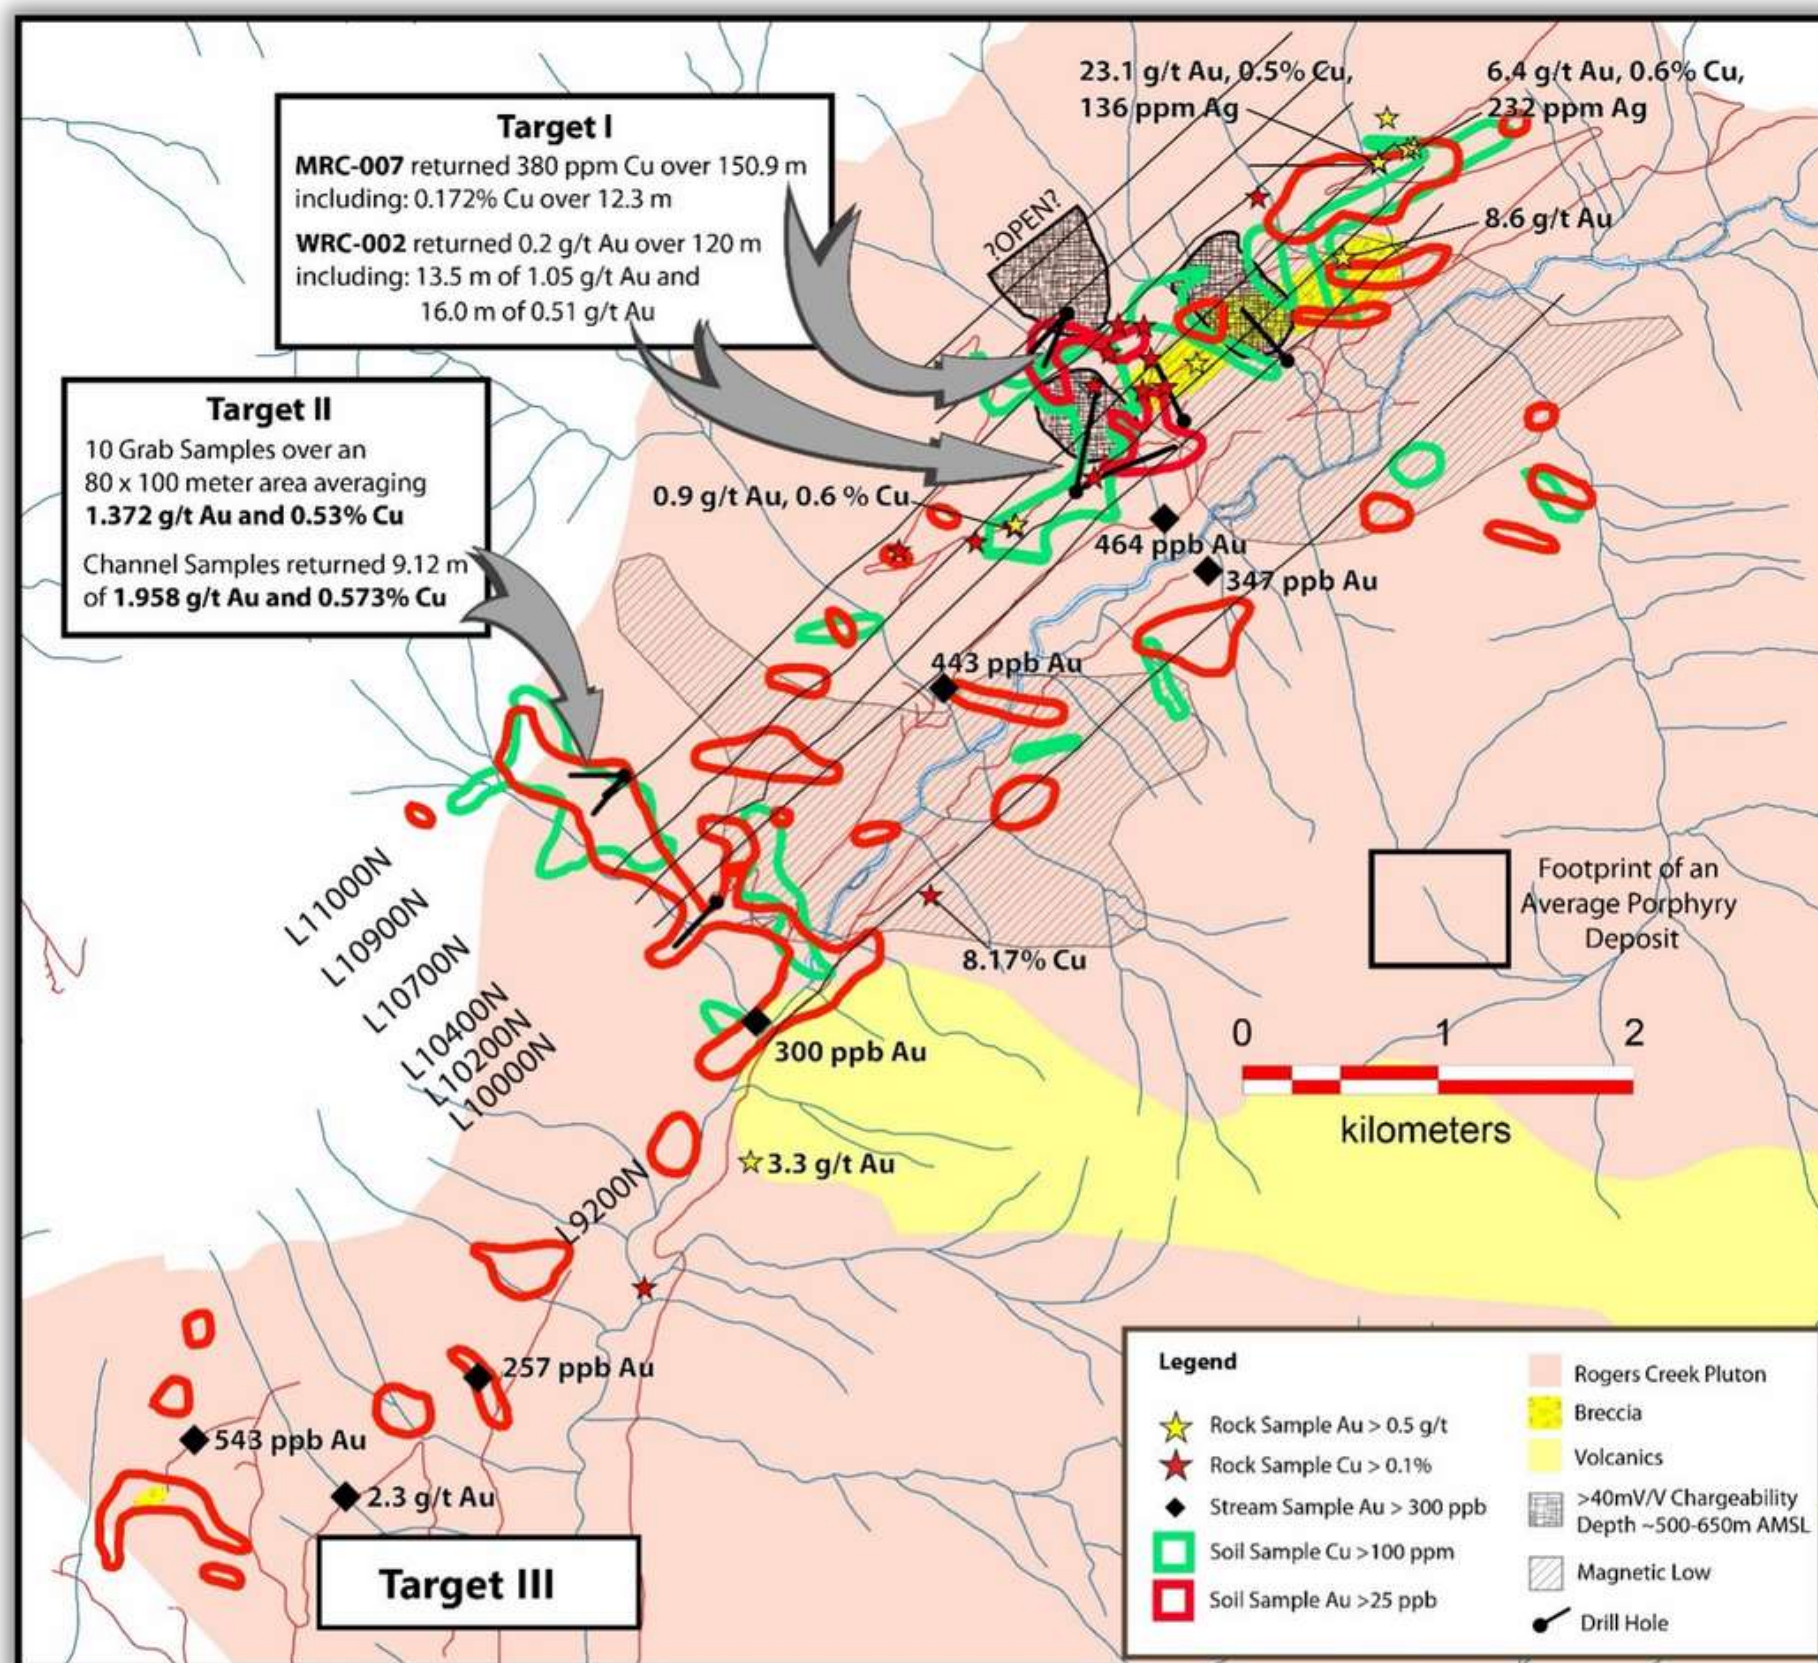 23.1 g/t Au, 0.5% Cu,
136 ppm Ag
6.4 g/t Au, 0.6% Cu,
232 ppm Ag
Target I
MRC-007 returned 380 ppm Cu over 150.9 m
including: 0.172% Cu over 12.3 m
WRC-002 returned 0.2 g/t Au over 120 m
including: 13.5 m of 1.05 g/t Au and
16.0 m of 0.51 g/t Au
?OPEN?
8.6 g/t Au
Target II
10 Grab Samples over an
80 x 100 meter area averaging
1.372 g/t Au and 0.53% Cu
Channel Samples returned 9.12 m
of 1.958 g/t Au and 0.573% Cu
0.9 g/t Au, 0.6 % Cu
464 ppb Au
347 ppb Au
443 ppb Au
L11000N
L10900N
L10700N
L10400N
L10200N
L10000N
8.17% Cu
Footprint of an
Average Porphyry
Deposit
0 1 2
kilometers
300 ppb Au
3.3 g/t Au
L9200N
257 ppb Au
543 ppb Au
2.3 g/t Au
Target III
Legend
Rock Sample Au > 0.5 g/t
Rock Sample Cu > 0.1%
Stream Sample Au > 300 ppb
Soil Sample Cu >100 ppm
Soil Sample Au >25 ppb
Rogers Creek Pluton
Breccia
Volcanics
>40mV/V Chargeability
Depth ~500-650m AMSL
Magnetic Low
Drill Hole